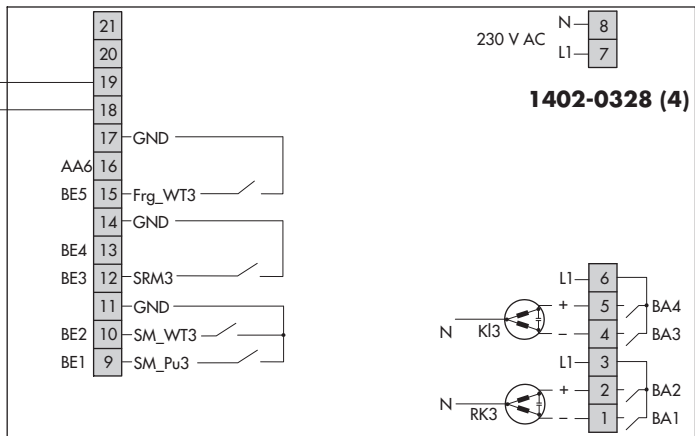 21
20
19
18
17 GND
AA6 16
BE5 15 Frg_WT3
14 GND
BE4 13
BE3 12 SRM3
11 GND
BE2 10 SM_WT3
BE1 9 SM_Pu3
N 8
230 V AC
L1 7
1402-0328 (4)
L1 6
+ 5 BA4
N Kl3 – 4 BA3
L1 3
+ 2 BA2
N RK3 – 1 BA1